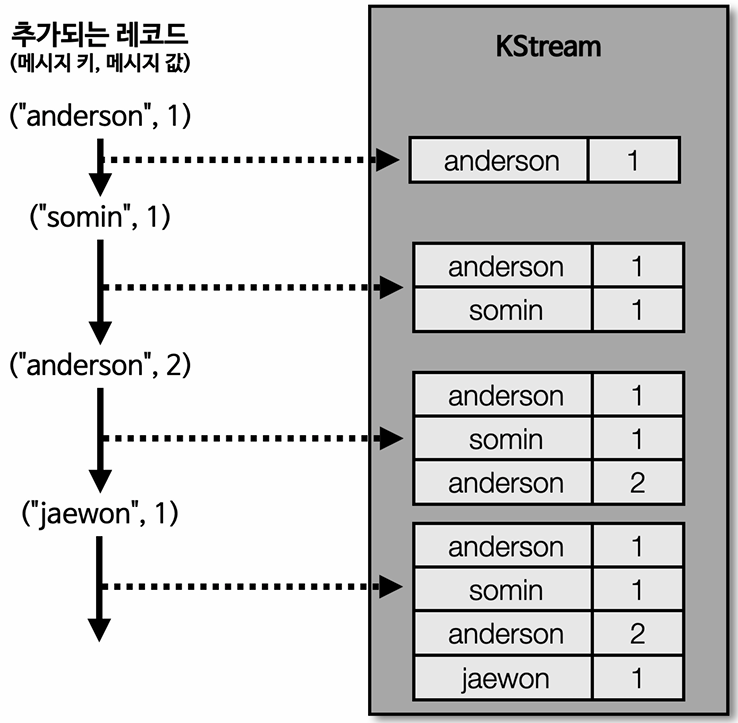 추가되는 레코드
(메시지 키, 메시지 값)
("anderson", 1)
("somin", 1)
("anderson", 2)
("jaewon", 1)
KStream
anderson 1
anderson 1
somin 1
anderson 1
somin 1
anderson 2
anderson 1
somin 1
anderson 2
jaewon 1